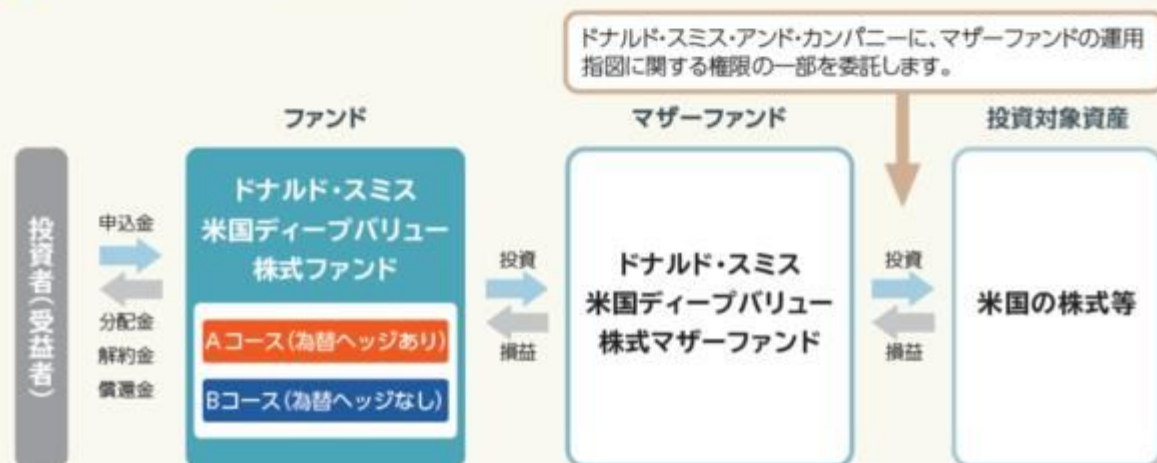 ドナルド・スミス・アンド・カンパニーに、マザーファンドの運用
指図に関する権限の一部を委託します。
ファンド
マザーファンド
投資対象資産
投資者(受益者)
申込金
分配金
解約金
償還金
ドナルド・スミス
米国ディープバリュー
株式ファンド
Aコース(為替ヘッジあり)
Bコース(為替ヘッジなし)
投資
損益
ドナルド・スミス
米国ディープバリュー
株式マザーファンド
投資
損益
米国の株式等